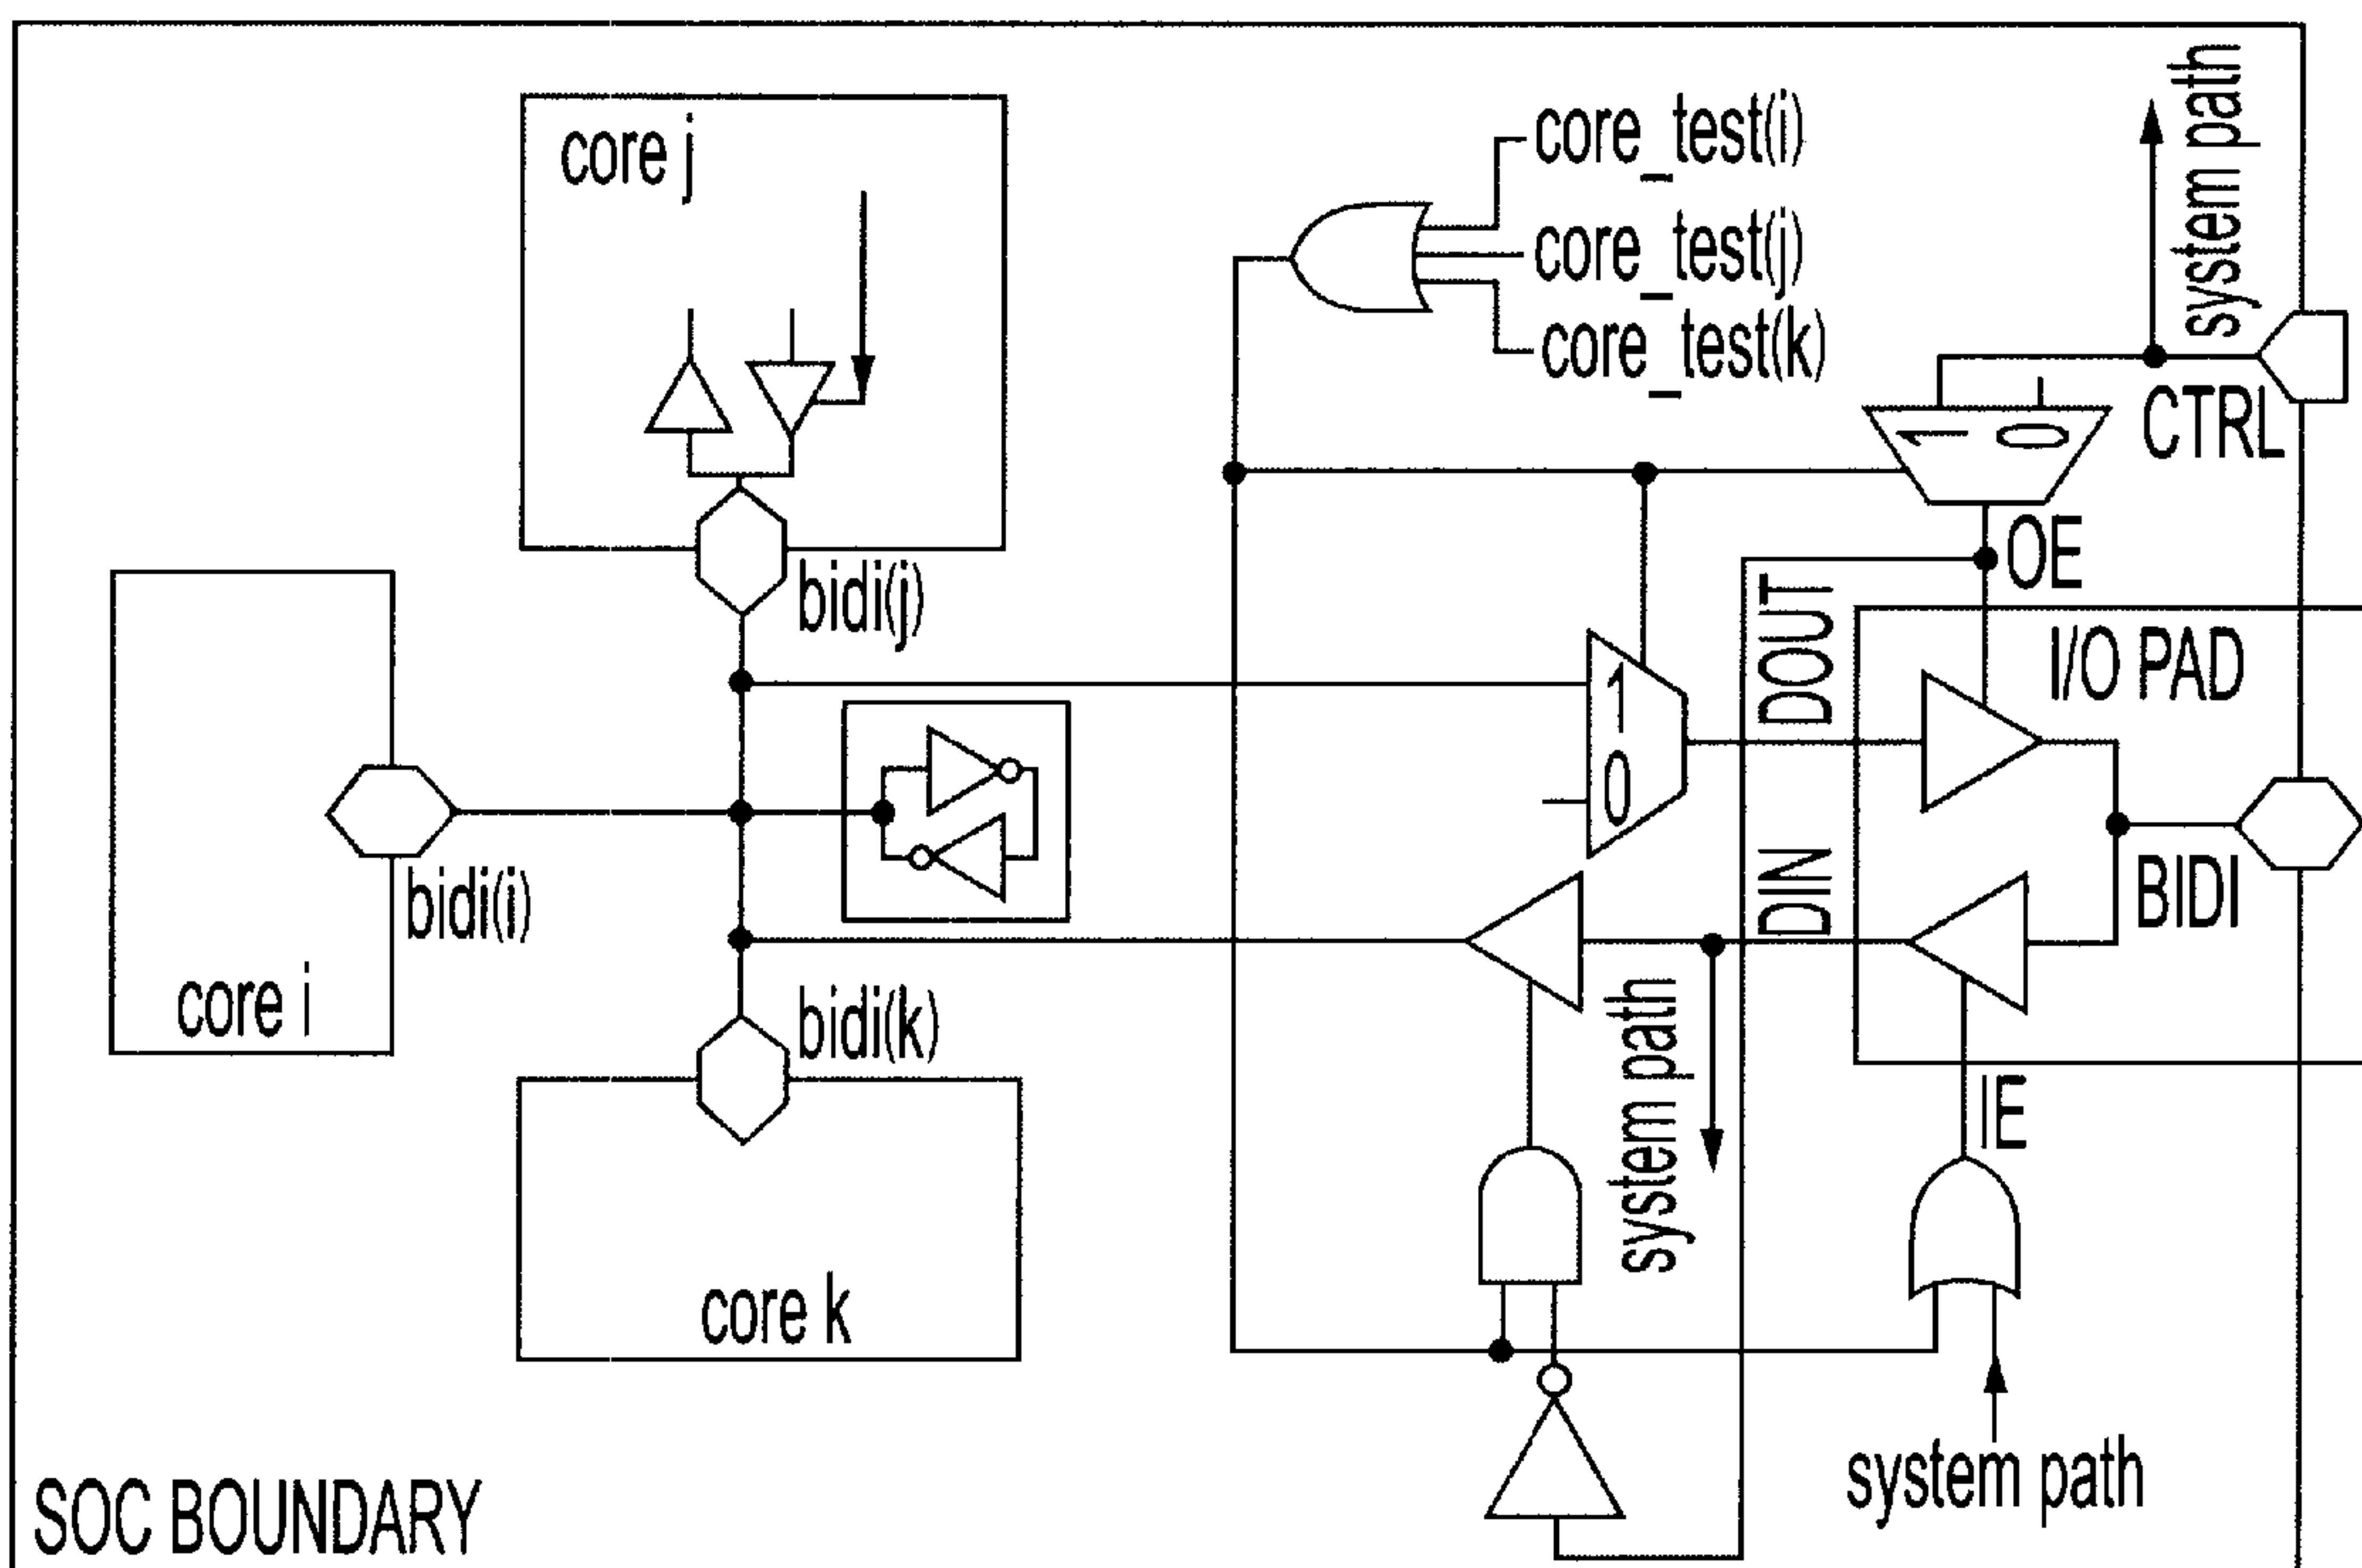 core j
core_test(i)
core_test(j)
core_test(k)
system path
CTRL
1
0
OE
bidi(j)
DOUT
I/O PAD
1
0
bidi(i)
DIN
BIDI
core i
bidi(k)
system path
IE
core k
system path
SOC BOUNDARY